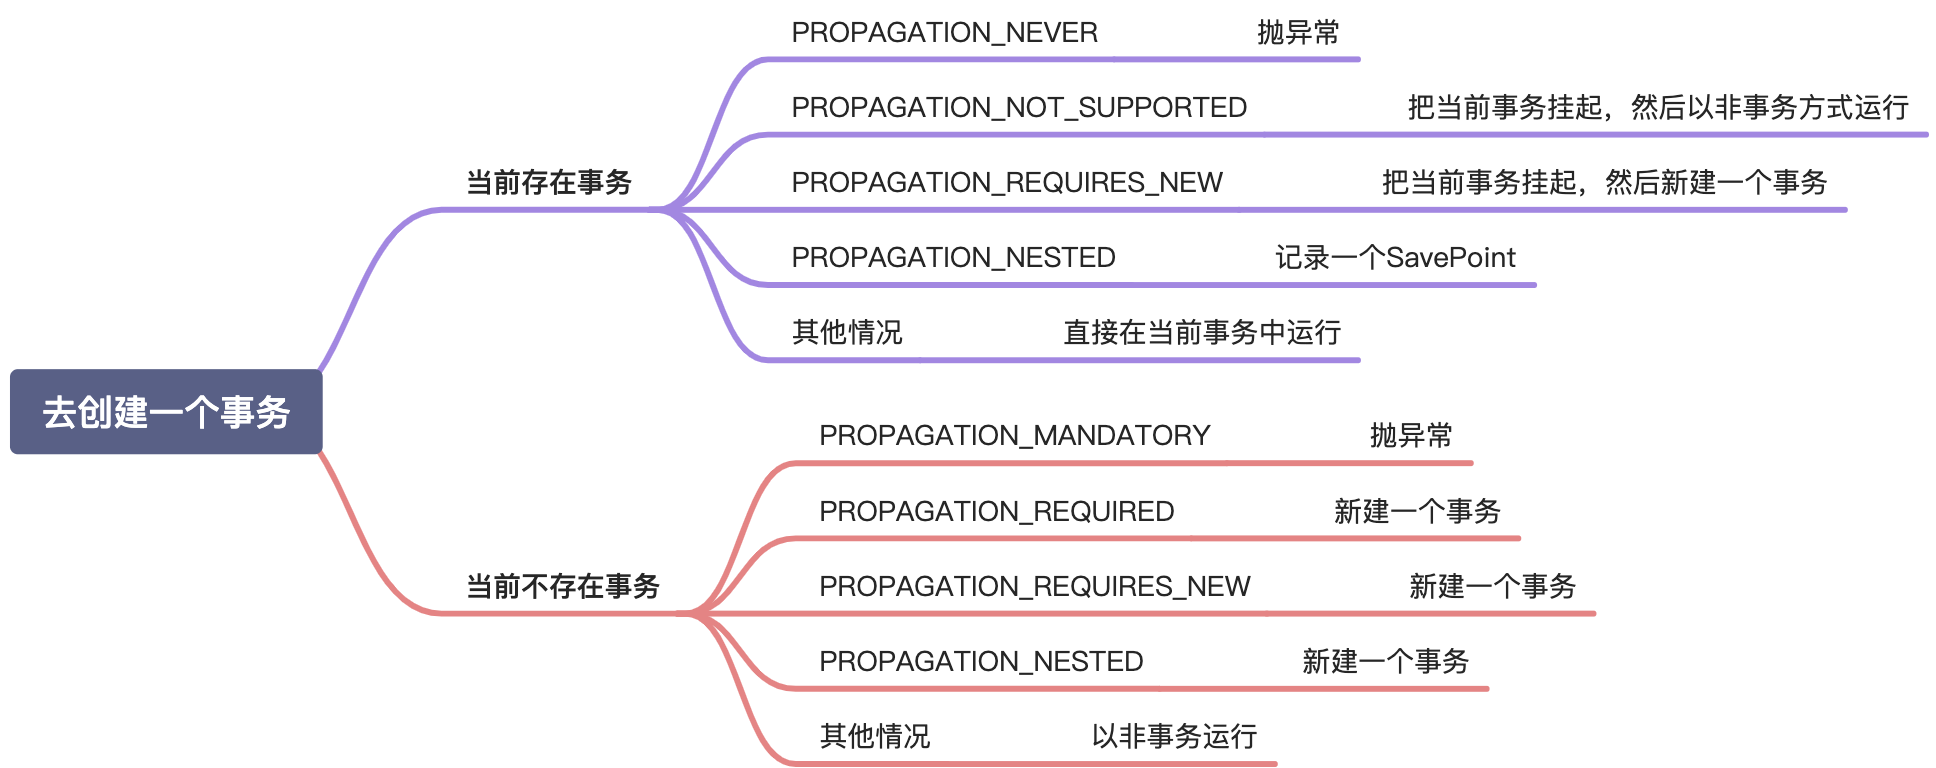 去创建一个事务
当前存在事务
PROPAGATION_NEVER 抛异常
PROPAGATION_NOT_SUPPORTED 把当前事务挂起，然后以非事务方式运行
PROPAGATION_REQUIRES_NEW 把当前事务挂起，然后新建一个事务
PROPAGATION_NESTED 记录一个SavePoint
其他情况 直接在当前事务中运行
当前不存在事务
PROPAGATION_MANDATORY 抛异常
PROPAGATION_REQUIRED 新建一个事务
PROPAGATION_REQUIRES_NEW 新建一个事务
PROPAGATION_NESTED 新建一个事务
其他情况 以非事务运行